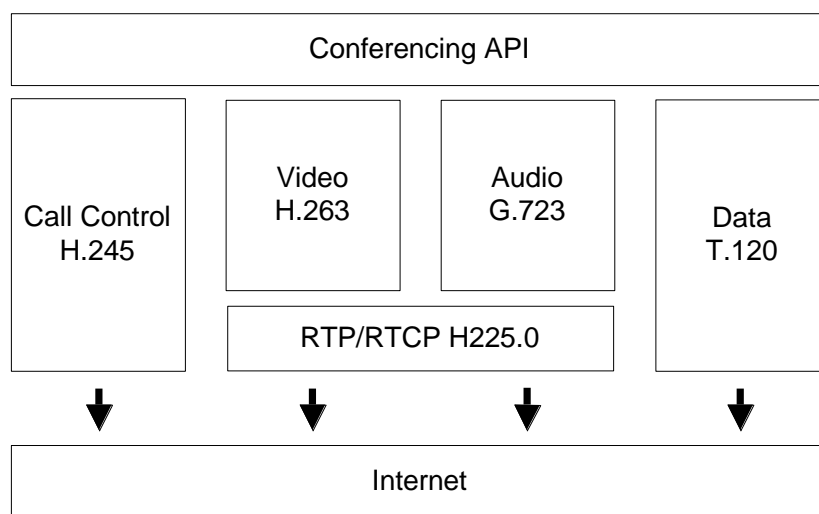 Conferencing API
Call Control
H.245
Video
H.263
Audio
G.723
Data
T.120
RTP/RTCP H225.0
Internet